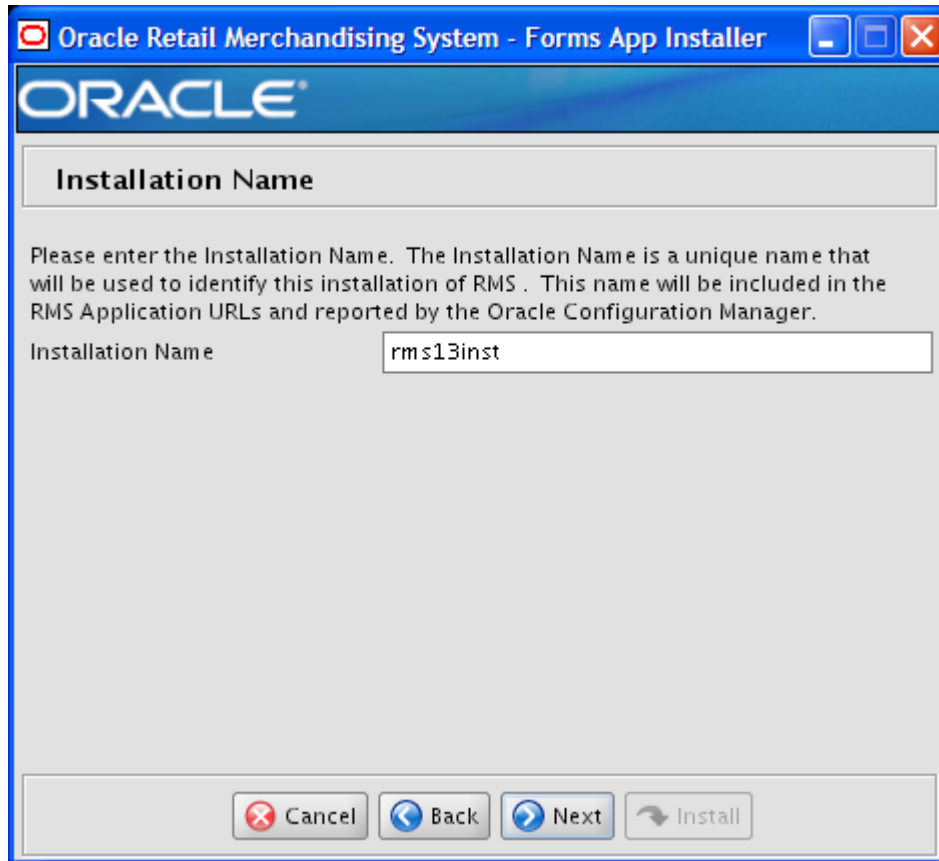 Oracle Retail Merchandising System - Forms App Installer
ORACLE
Installation Name
Please enter the Installation Name. The Installation Name is a unique name that
will be used to identify this installation of RMS . This name will be included in the
RMS Application URLs and reported by the Oracle Configuration Manager.
Installation Name rms13inst
Cancel Back Next Install